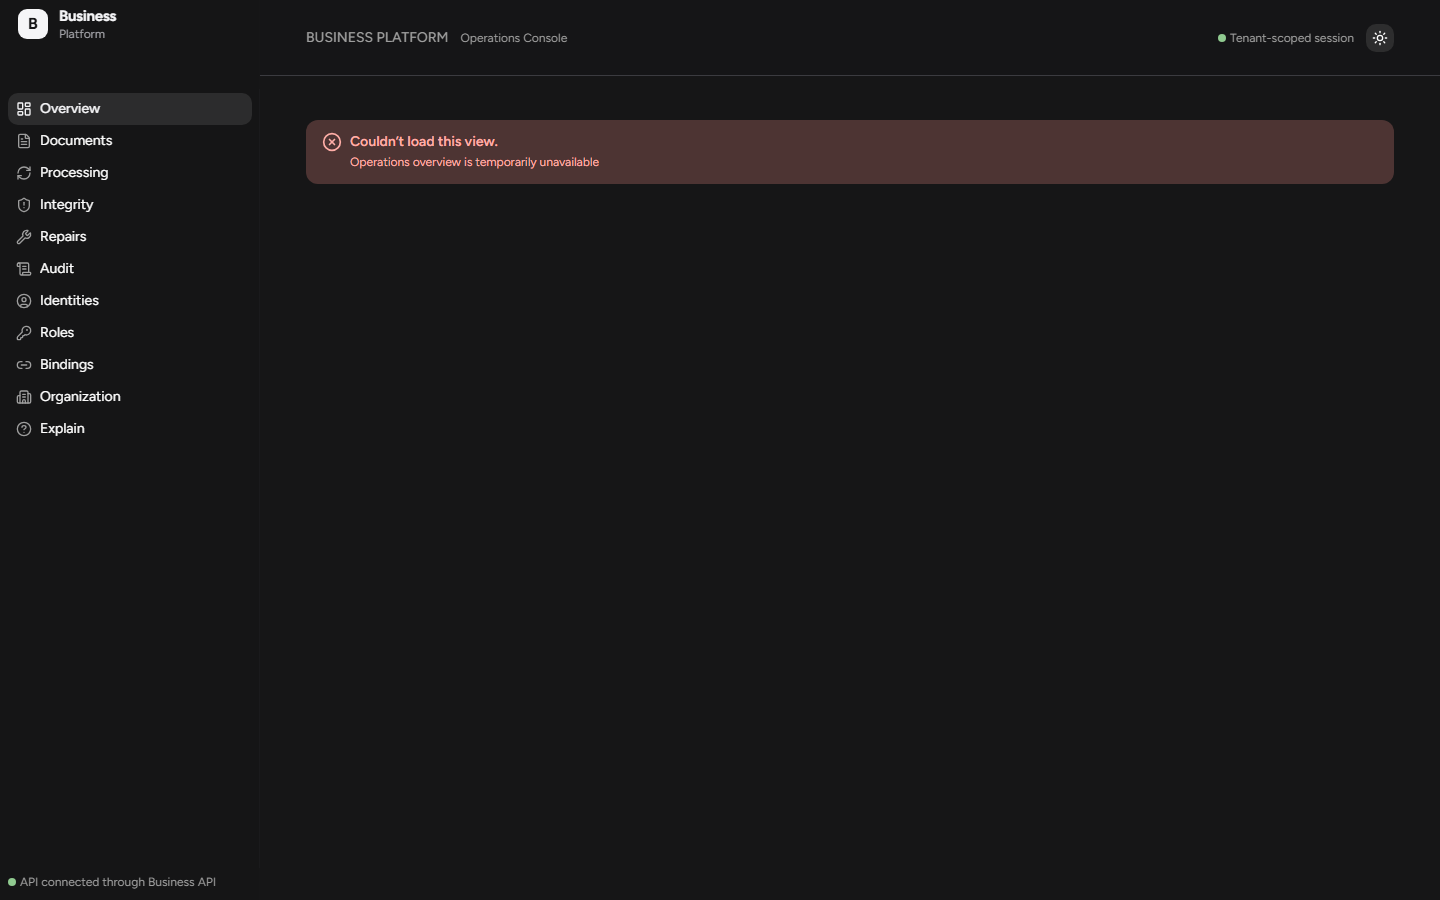 B
Business
Platform
BUSINESS PLATFORM Operations Console
Tenant-scoped session
Overview
Documents
Processing
Integrity
Repairs
Audit
Identities
Roles
Bindings
Organization
Explain
Couldn't load this view.
Operations overview is temporarily unavailable
API connected through Business API